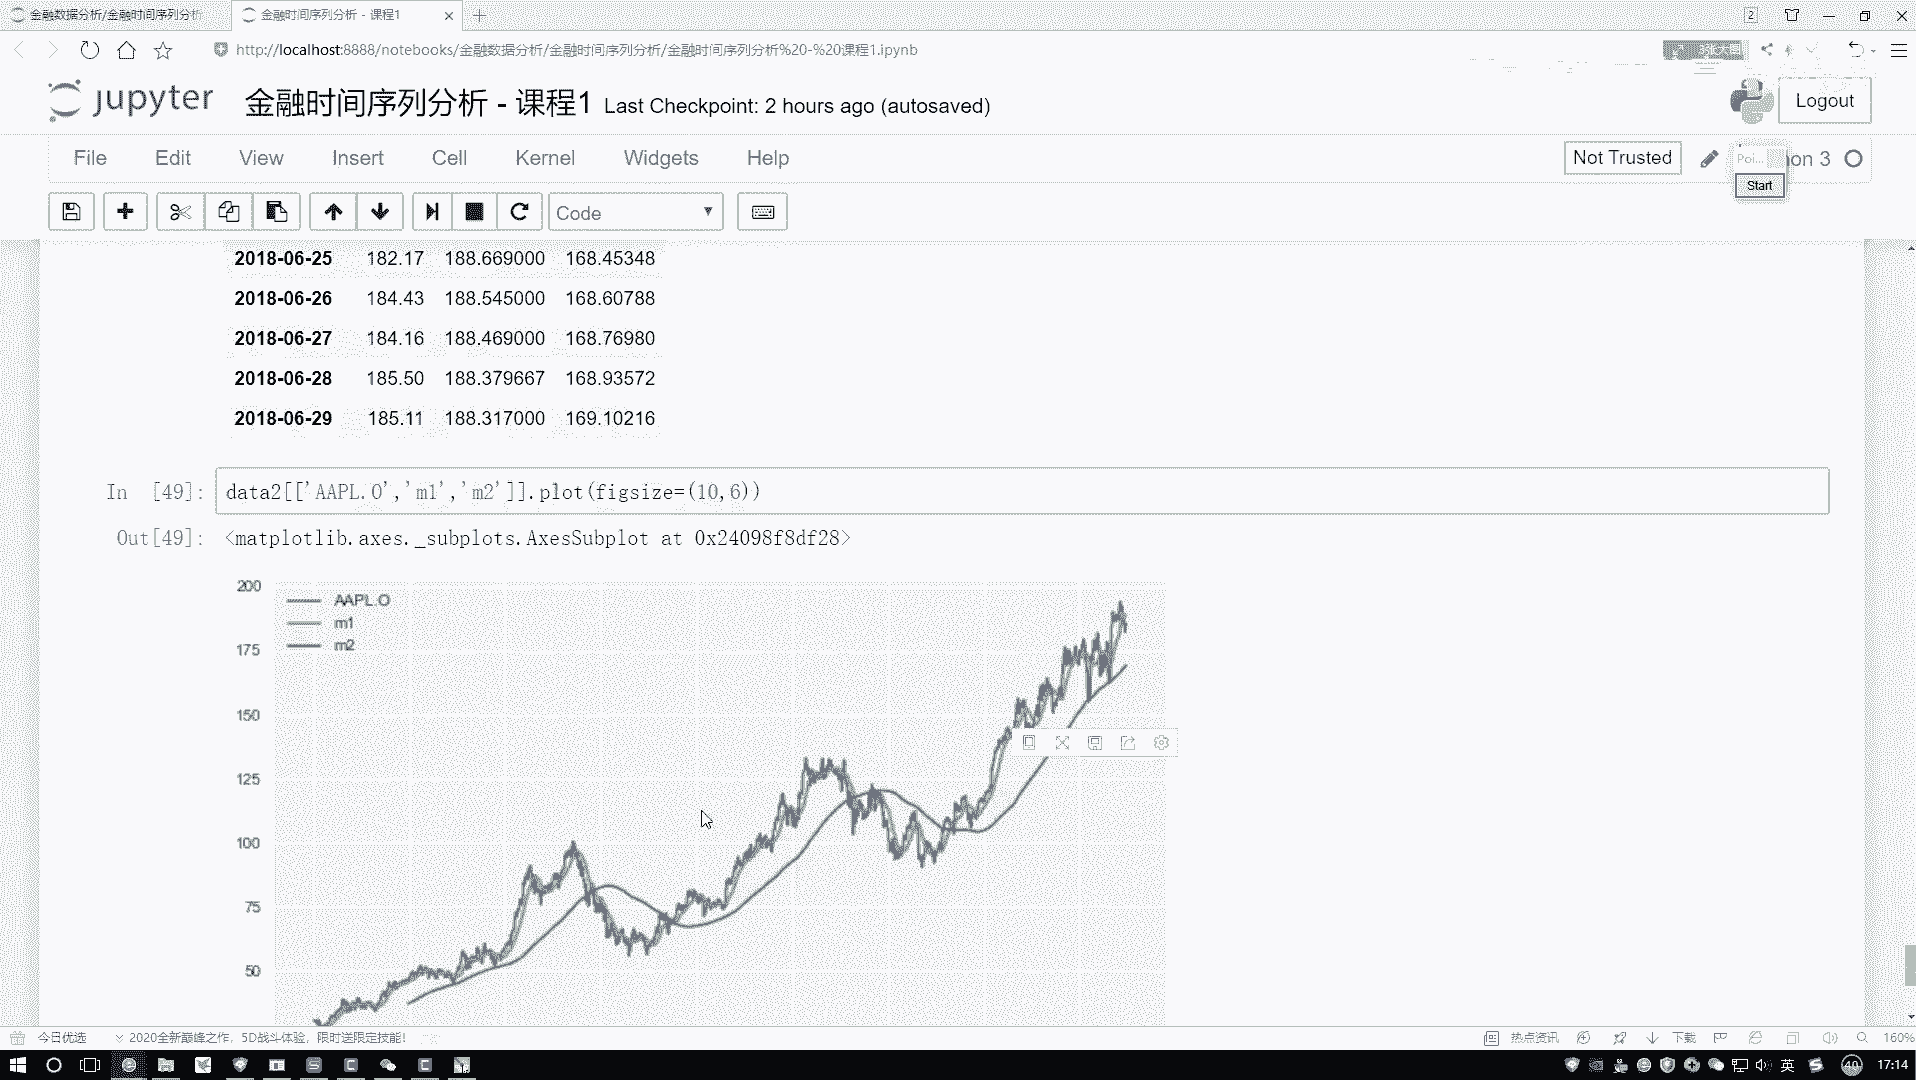 金融数据分析/金融时间序列分析
金融时间序列分析 - 课程1
2
http://localhost:8888/notebooks/金融数据分析/金融时间序列分析/金融时间序列分析%20-%20课程1.ipynb
3张大图
jupyter
金融时间序列分析 - 课程1 Last Checkpoint: 2 hours ago (autosaved)
Logout
File Edit View Insert Cell Kernel Widgets Help
Not Trusted
Poi...
on 3
Start
Code
2018-06-25 182.17 188.669000 168.45348
2018-06-26 184.43 188.545000 168.60788
2018-06-27 184.16 188.469000 168.76980
2018-06-28 185.50 188.379667 168.93572
2018-06-29 185.11 188.317000 169.10216
In [49]: data2[['AAPL.O','m1','m2']].plot(figsize=(10,6))
Out[49]: <matplotlib.axes._subplots.AxesSubplot at 0x24098f8df28>
AAPL.O
m1
m2
200
175
150
125
100
75
50
今日优选
2020全新巅峰之作，5D战斗体验，限时送限定技能！
热点资讯
下载
160%
英
40
17:14